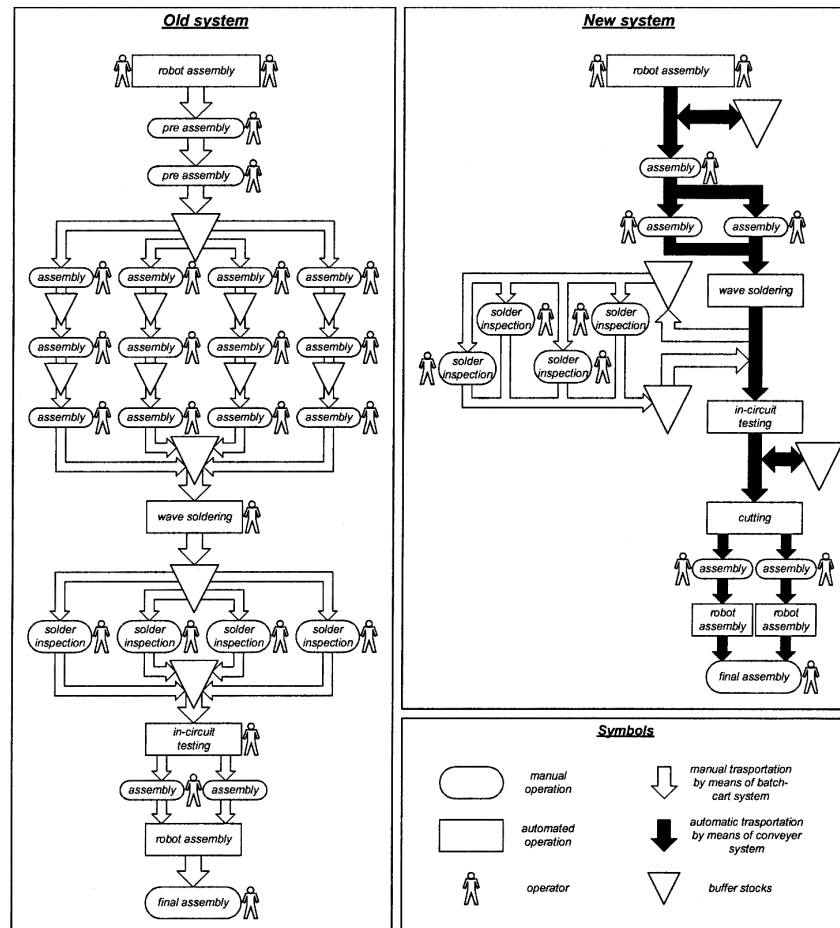 Old system
robot assembly
pre assembly
pre assembly
assembly
assembly
assembly
assembly
assembly
assembly
assembly
assembly
assembly
assembly
assembly
assembly
wave soldering
solder
inspection
solder
inspection
solder
inspection
solder
inspection
in-circuit
testing
assembly
assembly
robot assembly
final assembly
New system
robot assembly
assembly
assembly
assembly
wave soldering
solder
inspection
solder
inspection
solder
inspection
solder
inspection
in-circuit
testing
cutting
assembly
assembly
robot
assembly
robot
assembly
final assembly
Symbols
manual
operation
manual trasportation
by means of batch-
cart system
automated
operation
automatic trasportation
by means of conveyer
system
operator
buffer stocks